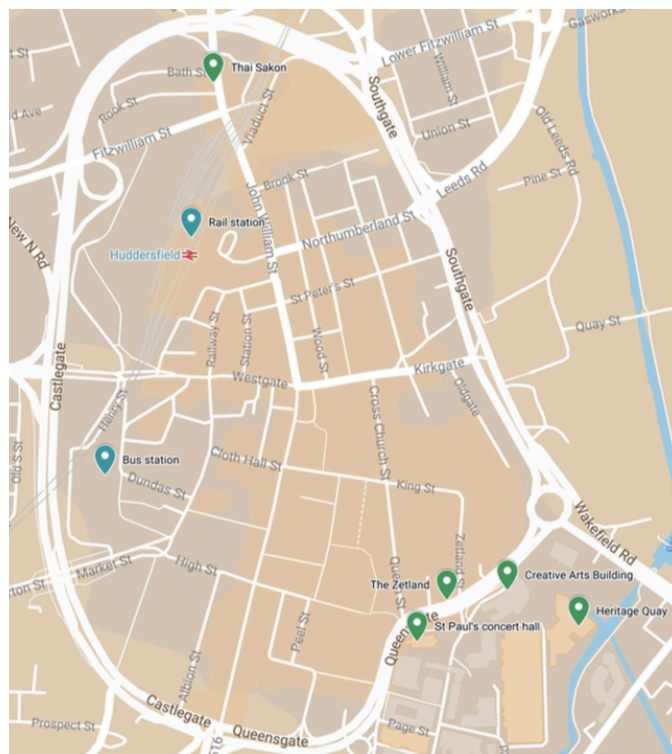 Gasworks
Lower Fitzwilliam St
Thai Sakon
Bath St
Southgate
William St
Rook St
Viaduct St
Union St
Old Leeds Rd
Fitzwilliam St
Leeds Rd
Brook St
Pine St
John William St
Rail station
Northumberland St
New N Rd
Huddersfield
Southgate
St Peter's St
Quay St
Railway St
Station St
Wood St
Castlegate
Westgate
Kirkgate
Oldgate
Henry St
Cross Church St
Old S St
Bus station
Cloth Hall St
Dundas St
King St
Wakefield Rd
Zetland St
Market St
High St
Queen St
The Zetland
Creative Arts Building
Heritage Quay
St Paul's concert hall
Queensgate
Peel St
Albion St
Castlegate
Prospect St
Queensgate
Page St